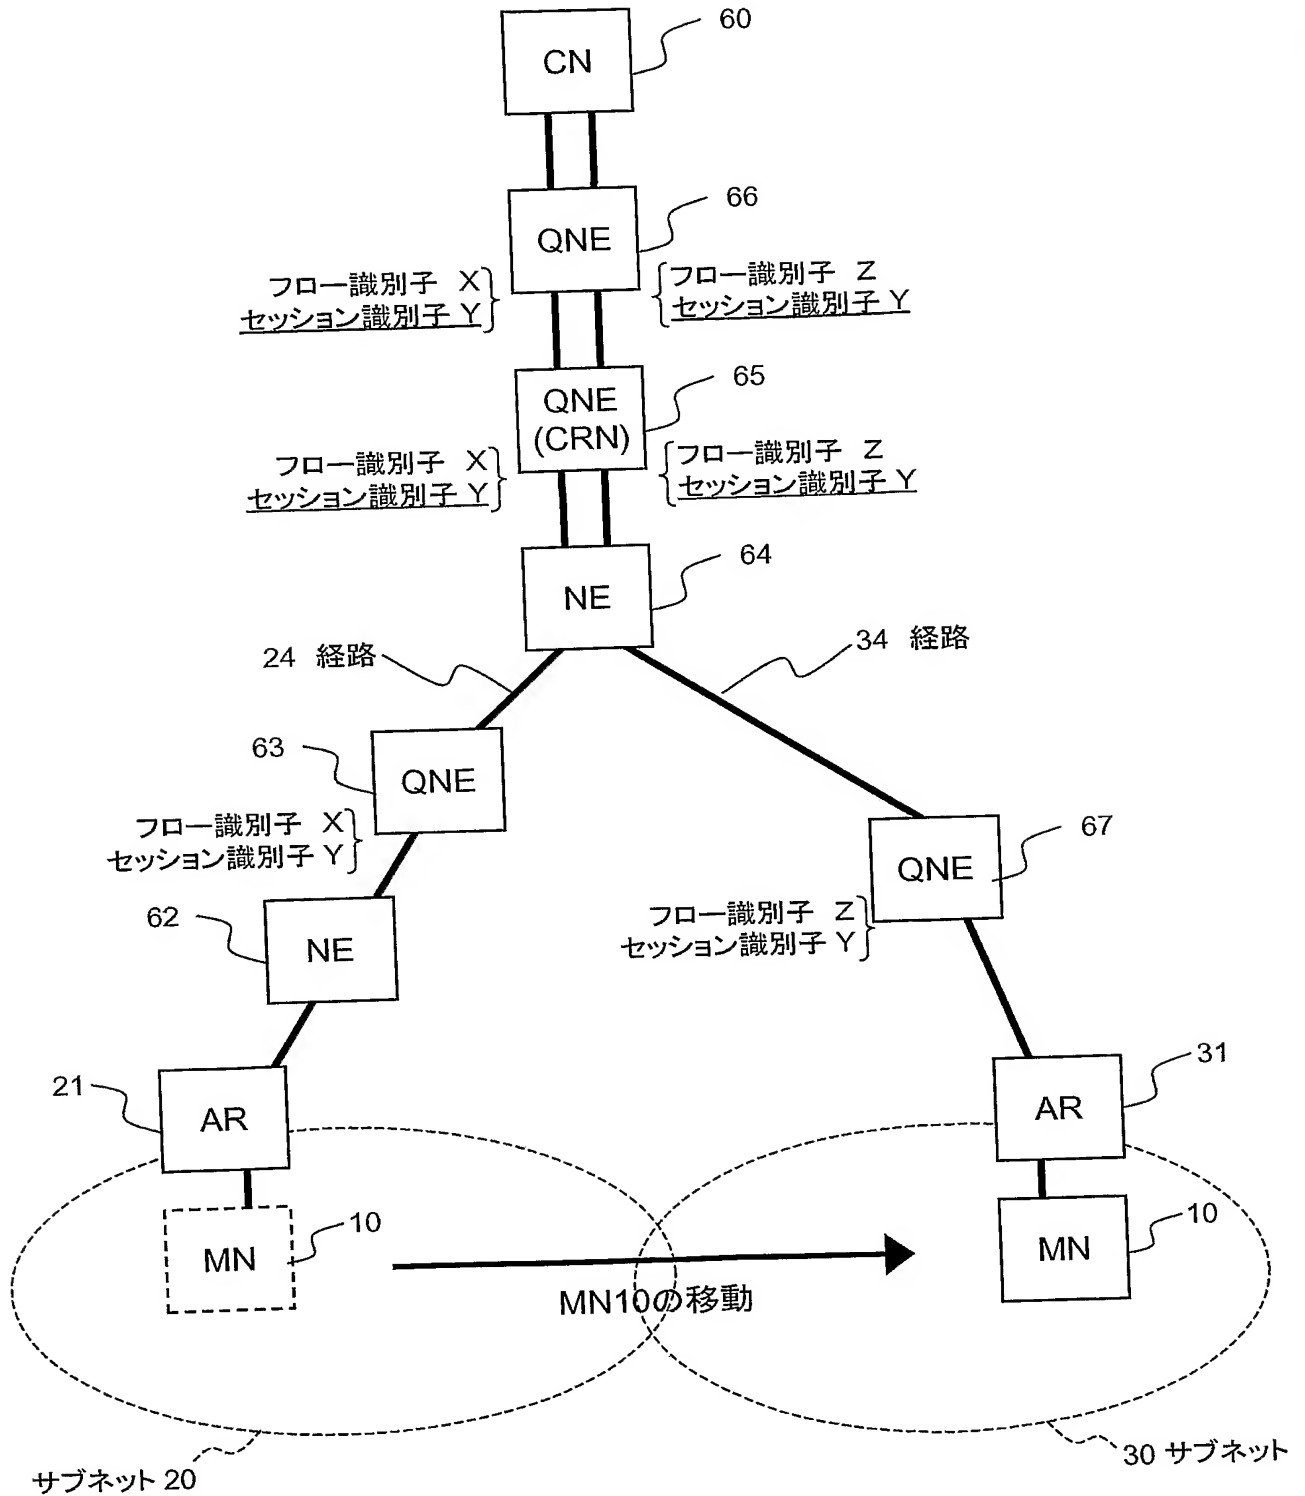 60
CN
66
QNE
フロー識別子 X
セッション識別子 Y
フロー識別子 Z
セッション識別子 Y
65
QNE
(CRN)
フロー識別子 X
セッション識別子 Y
フロー識別子 Z
セッション識別子 Y
64
NE
24 経路
34 経路
63
QNE
フロー識別子 X
セッション識別子 Y
67
QNE
フロー識別子 Z
セッション識別子 Y
62
NE
21
AR
31
AR
10
MN
10
MN
MN10の移動
サブネット 20
30 サブネット